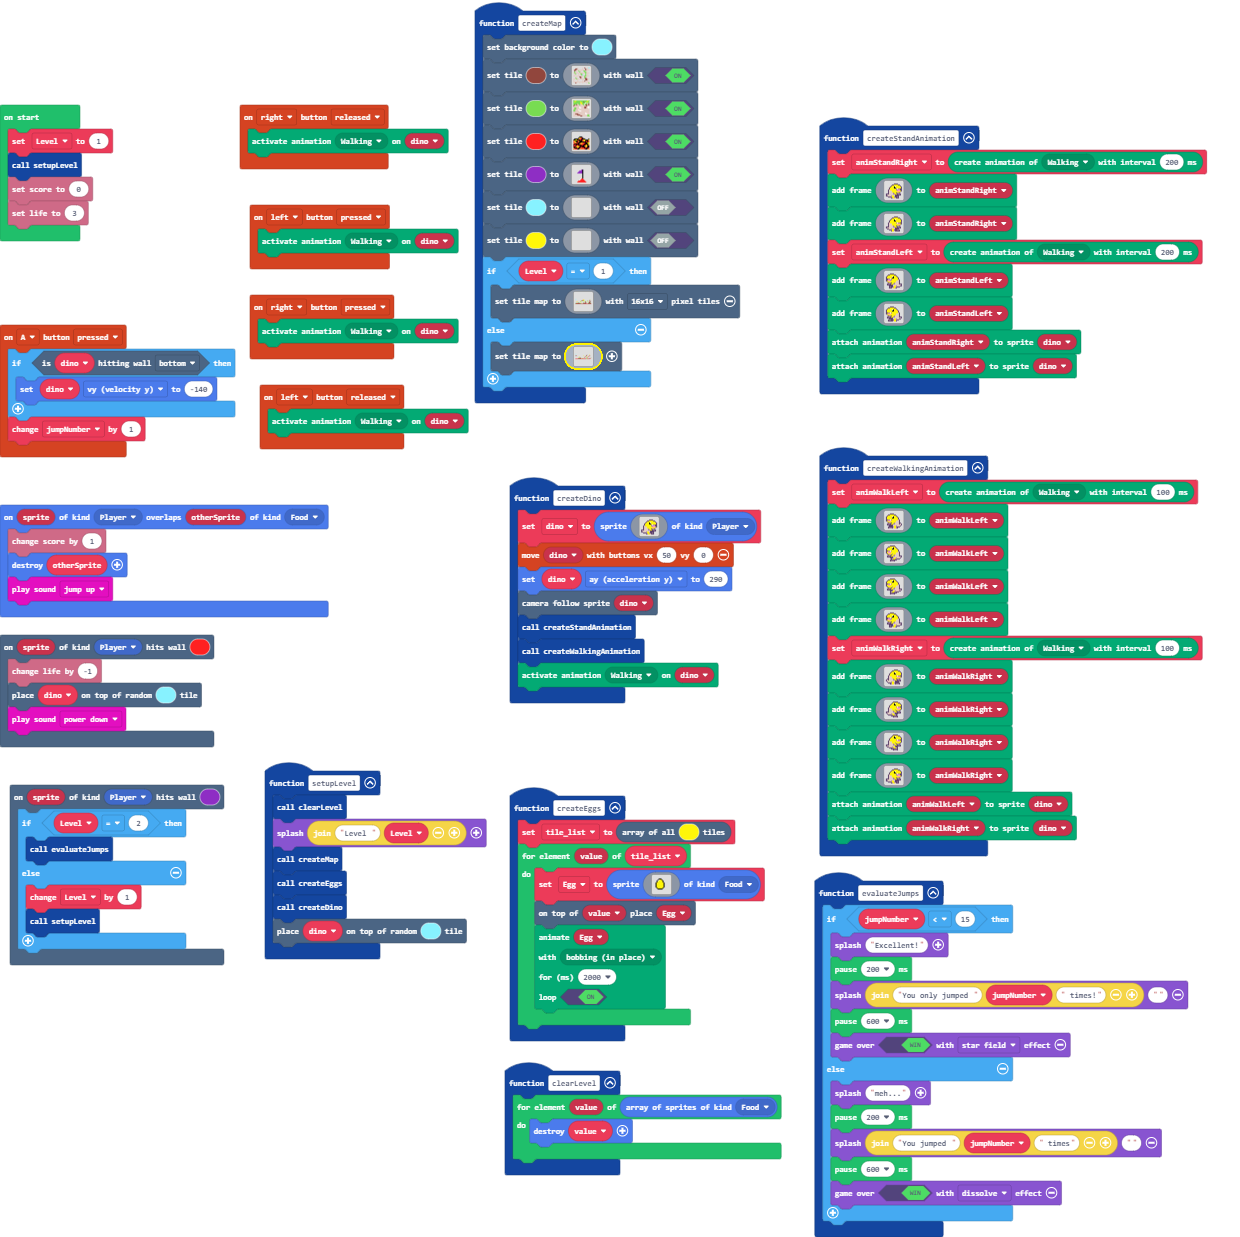 on start
set Level to 1
call setupLevel
set score to 0
set life to 3
on A button pressed
if is dino hitting wall bottom then
set dino vy (velocity y) to -140
change jumpNumber by 1
on sprite of kind Player overlaps otherSprite of kind Food
change score by 1
destroy otherSprite
play sound jump up
on sprite of kind Player hits wall
change life by -1
place dino on top of random tile
play sound power down
on sprite of kind Player hits wall
if Level = 2 then
call evaluateJumps
else
change Level by 1
call setupLevel
on right button released
activate animation Walking on dino
on left button pressed
activate animation Walking on dino
on right button pressed
activate animation Walking on dino
on left button released
activate animation Walking on dino
function setupLevel
call clearLevel
splash join "Level " Level
call createMap
call createEggs
call createDino
place dino on top of random tile
function createMap
set background color to
set tile to with wall ON
set tile to with wall ON
set tile to with wall ON
set tile to with wall ON
set tile to with wall OFF
set tile to with wall OFF
if Level = 1 then
set tile map to with 16x16 pixel tiles
else
set tile map to
function createDino
set dino to sprite of kind Player
move dino with buttons vx 50 vy 0
set dino ay (acceleration y) to 290
camera follow sprite dino
call createStandAnimation
call createWalkingAnimation
activate animation Walking on dino
function createEggs
set tile_list to array of all tiles
for element value of tile_list
do
set Egg to sprite of kind Food
on top of value place Egg
animate Egg
with bobbing (in place)
for (ms) 2000
loop ON
function clearLevel
for element value of array of sprites of kind Food
do destroy value
function createStandAnimation
set animStandRight to create animation of Walking with interval 200 ms
add frame to animStandRight
add frame to animStandRight
set animStandLeft to create animation of Walking with interval 200 ms
add frame to animStandLeft
add frame to animStandLeft
attach animation animStandRight to sprite dino
attach animation animStandLeft to sprite dino
function createWalkingAnimation
set animWalkLeft to create animation of Walking with interval 100 ms
add frame to animWalkLeft
add frame to animWalkLeft
add frame to animWalkLeft
add frame to animWalkLeft
set animWalkRight to create animation of Walking with interval 100 ms
add frame to animWalkRight
add frame to animWalkRight
add frame to animWalkRight
add frame to animWalkRight
attach animation animWalkLeft to sprite dino
attach animation animWalkRight to sprite dino
function evaluateJumps
if jumpNumber < 15 then
splash "Excellent!"
pause 200 ms
splash join "You only jumped " jumpNumber " times!" ""
pause 600 ms
game over WIN with star field effect
else
splash "meh..."
pause 200 ms
splash join "You jumped " jumpNumber " times" ""
pause 600 ms
game over WIN with dissolve effect